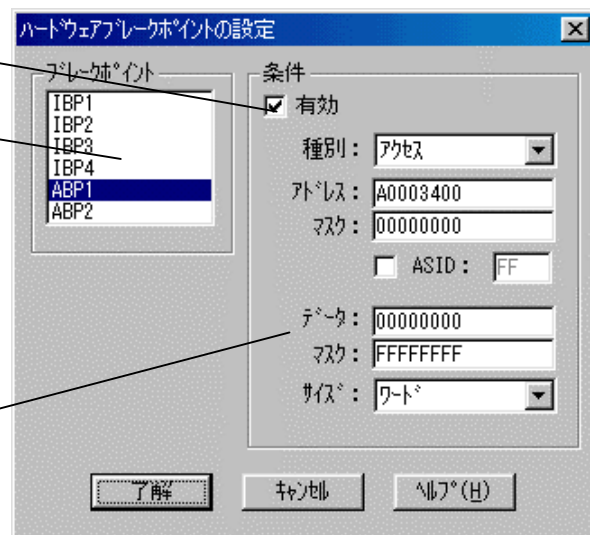 ハードウェアブレークポイントの設定
ブレークポイント
IBP1
IBP2
IBP3
IBP4
ABP1
ABP2
条件
有効
種別： アクセス
アドレス： A0003400
マスク： 00000000
ASID： FF
データ： 00000000
マスク： FFFFFFFF
サイズ： ワード
了解 キャンセル ヘルプ(H)